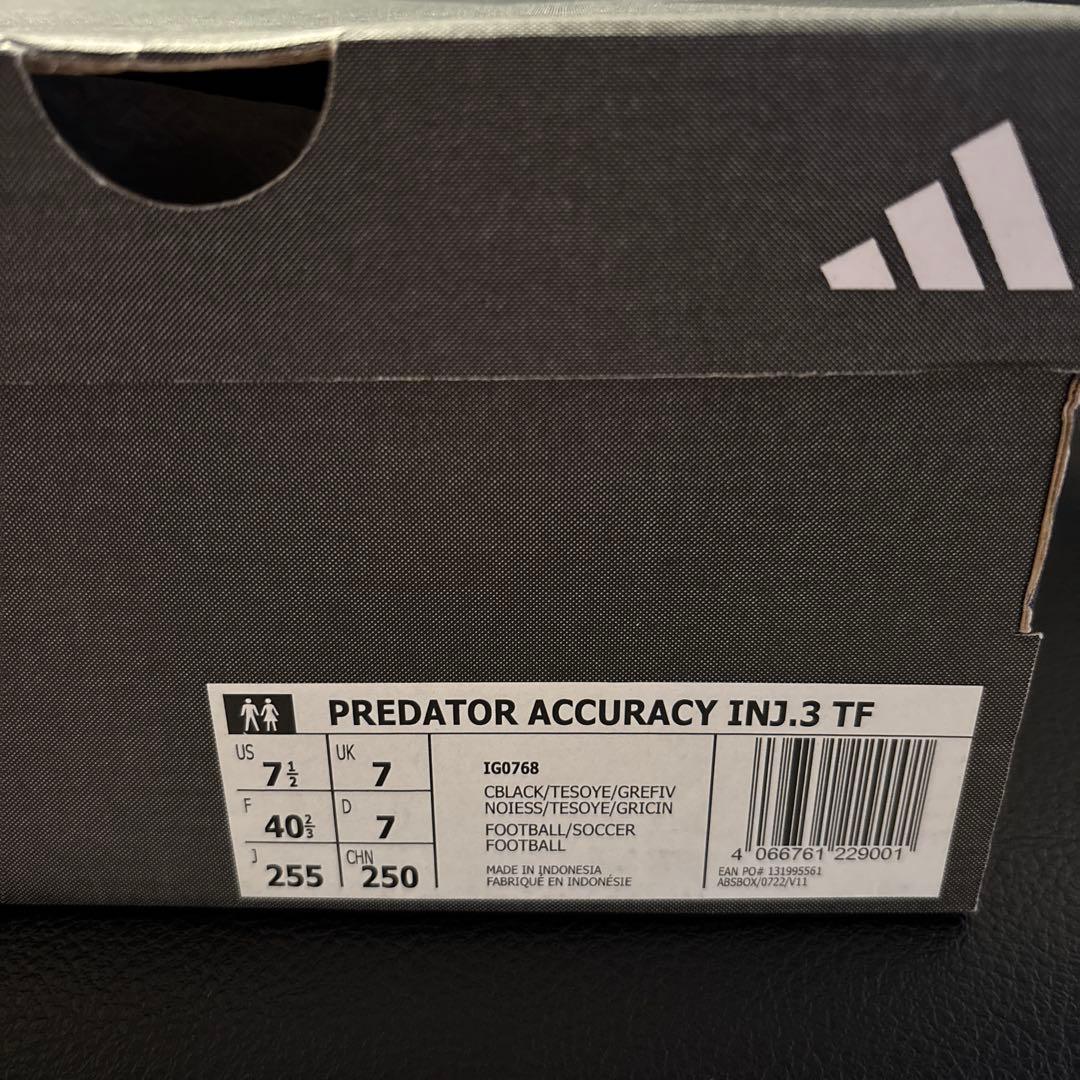 PREDATOR ACCURACY INJ.3 TF
US 7½ UK 7
F 40⅔ D 7
J 255 CHN 250
IG0768
CBLACK/TESOYE/GREFIV
NOIESS/TESOYE/GRICIN
FOOTBALL/SOCCER
FOOTBALL
MADE IN INDONESIA
FABRIQUÉ EN INDONÉSIE
4 066761 229001
EAN PO# 131995561
ABSBOX/0722/V11